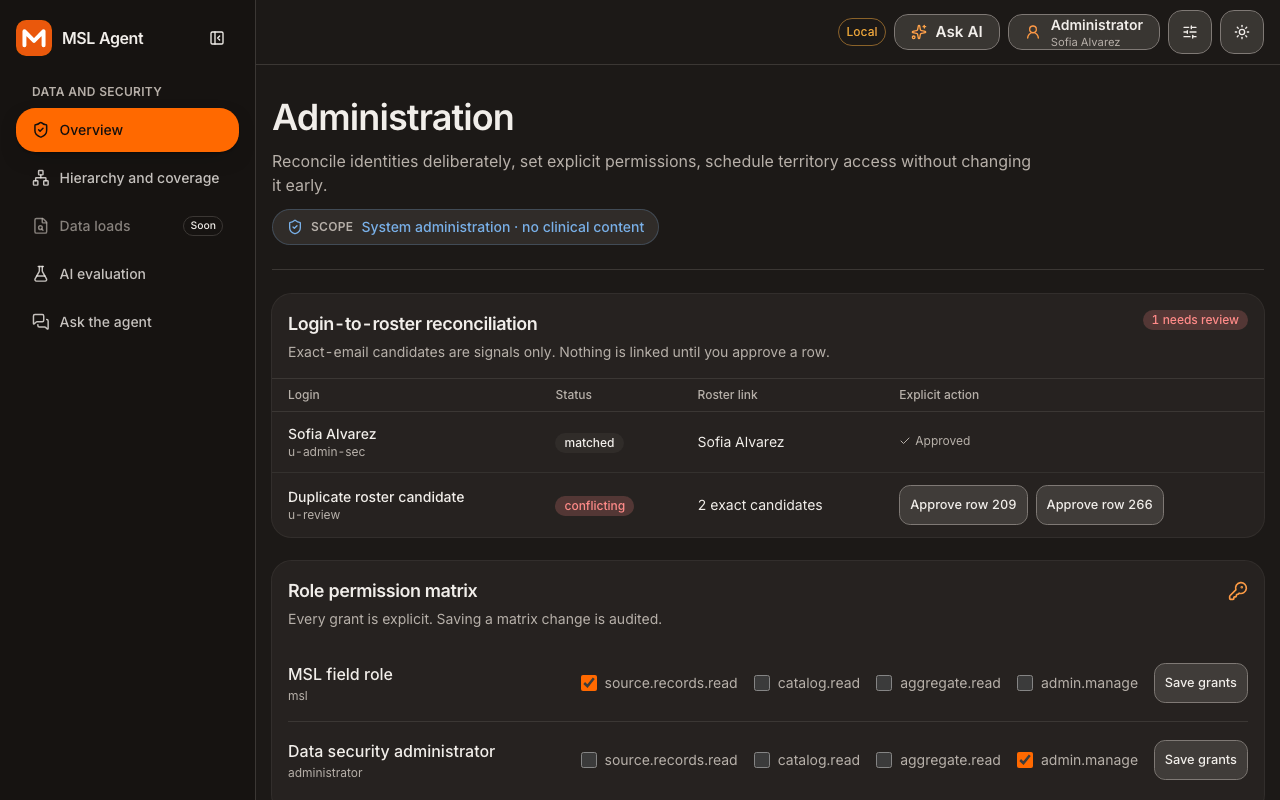 MSL Agent
Local
Ask AI
Administrator
Sofia Alvarez
DATA AND SECURITY
Overview
Hierarchy and coverage
Data loads
Soon
AI evaluation
Ask the agent
Administration
Reconcile identities deliberately, set explicit permissions, schedule territory access without changing
it early.
SCOPE System administration · no clinical content
Login-to-roster reconciliation
1 needs review
Exact-email candidates are signals only. Nothing is linked until you approve a row.
Login Status Roster link Explicit action
Sofia Alvarez
u-admin-sec
matched
Sofia Alvarez
Approved
Duplicate roster candidate
u-review
conflicting
2 exact candidates
Approve row 209
Approve row 266
Role permission matrix
Every grant is explicit. Saving a matrix change is audited.
MSL field role
msl
source.records.read catalog.read aggregate.read admin.manage Save grants
Data security administrator
administrator
source.records.read catalog.read aggregate.read admin.manage Save grants